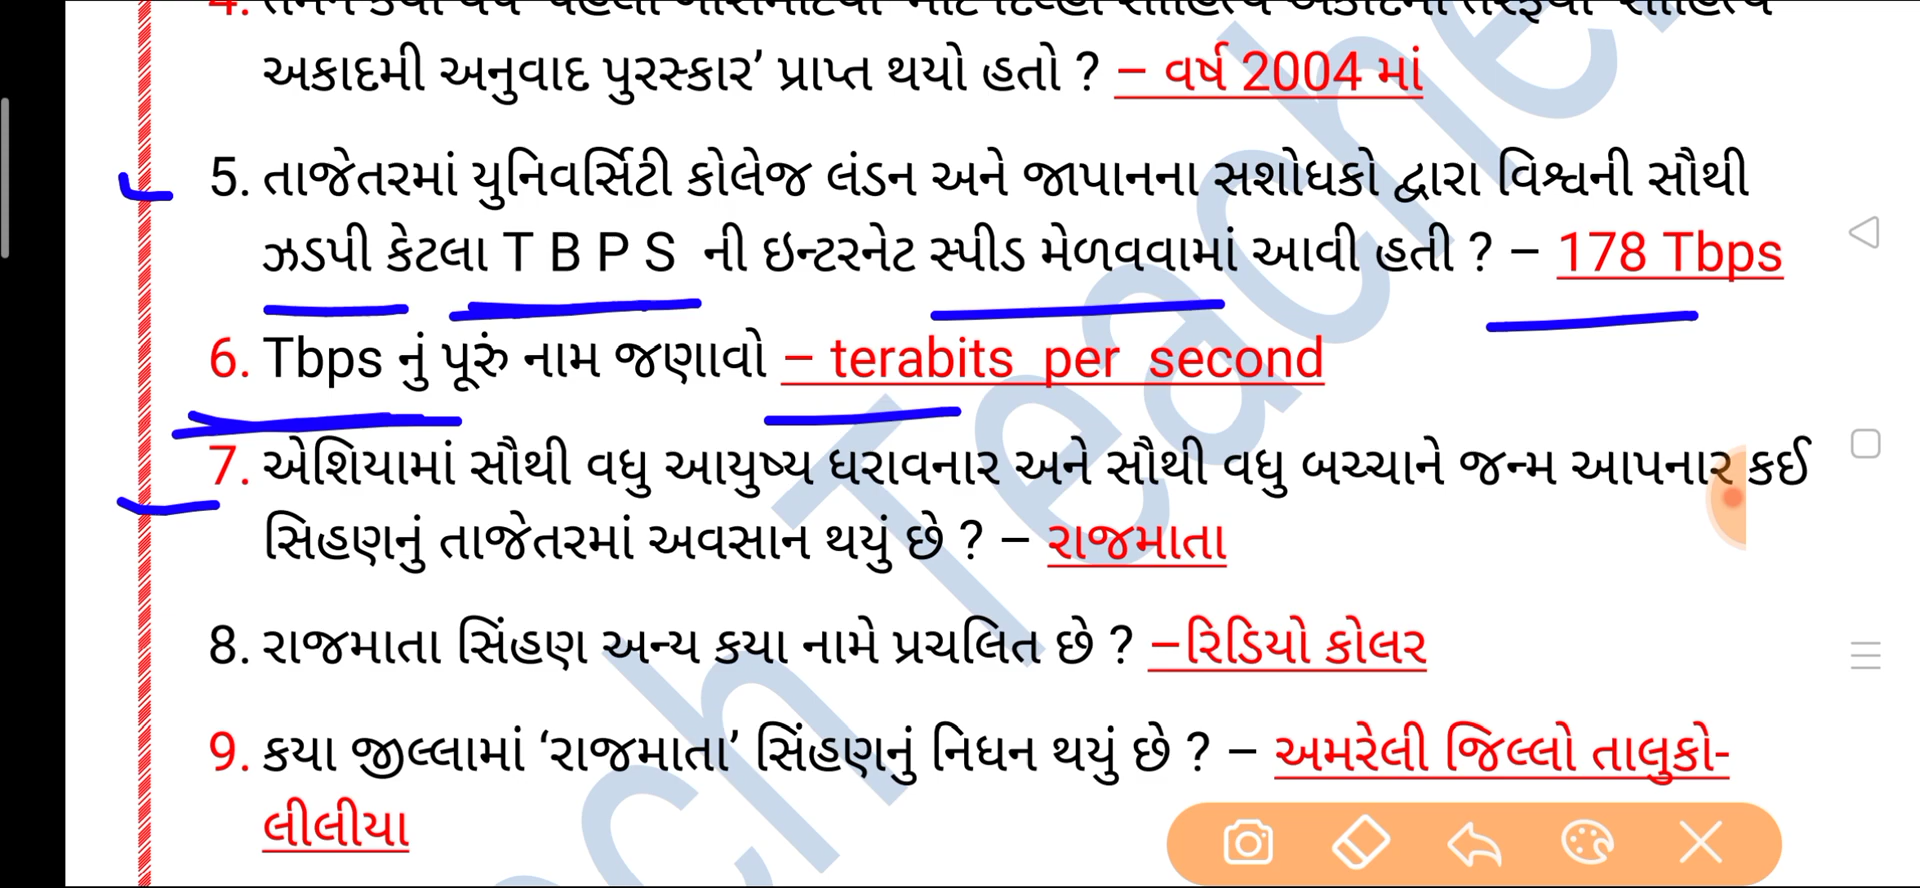 અકાદમી અનુવાદ પુરસ્કાર’ પ્રાપ્ત થયો હતો ? – વર્ષ 2004 માં
5. તાજેતરમાં યુનિવર્સિટી કોલેજ લંડન અને જાપાનના સશોધકો દ્વારા વિશ્વની સૌથી
ઝડપી કેટલા T B P S ની ઇન્ટરનેટ સ્પીડ મેળવવામાં આવી હતી ? – 178 Tbps
6. Tbps નું પૂરું નામ જણાવો – terabits per second
7. એશિયામાં સૌથી વધુ આયુષ્ય ધરાવનાર અને સૌથી વધુ બચ્ચાને જન્મ આપનાર કઈ
સિહણનું તાજેતરમાં અવસાન થયું છે ? – રાજમાતા
8. રાજમાતા સિંહણ અન્ય કયા નામે પ્રચલિત છે ? –રિડિયો કોલર
9. કયા જીલ્લામાં ‘રાજમાતા’ સિંહણનું નિધન થયું છે ? – અમરેલી જિલ્લો તાલુકો-
લીલીયા